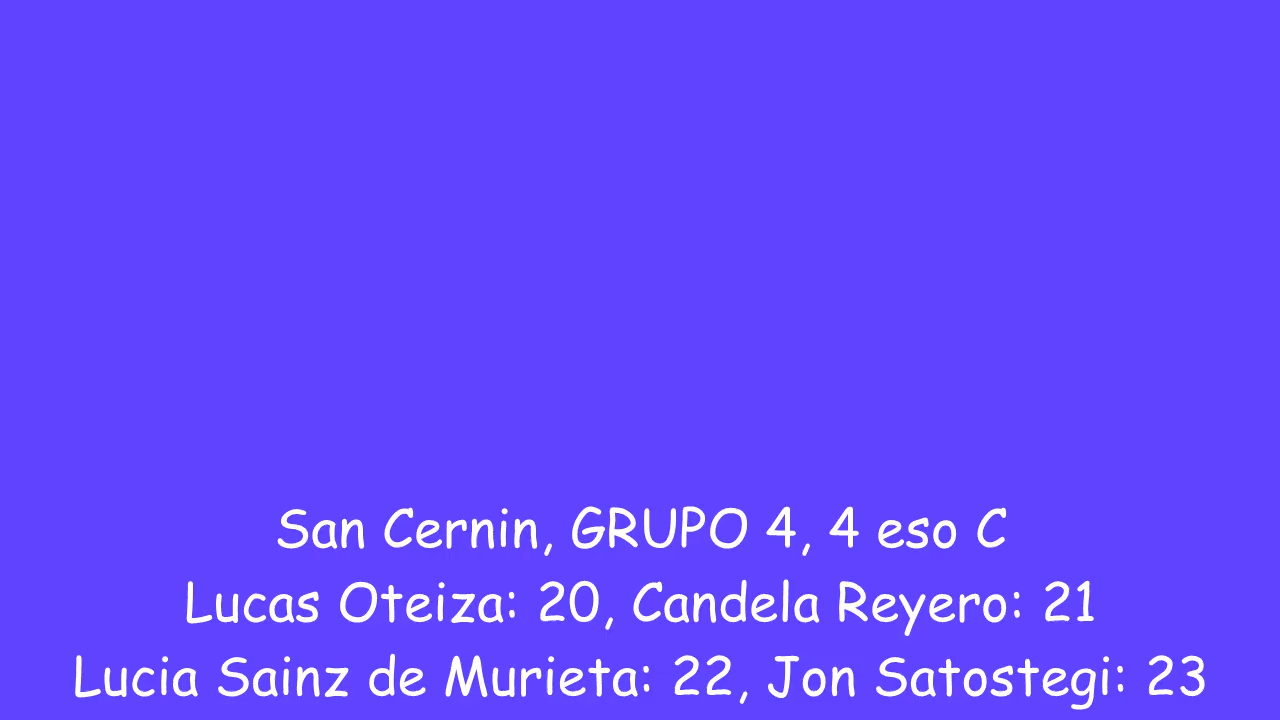 San Cernin, GRUPO 4, 4 eso C
Lucas Oteiza: 20, Candela Reyero: 21
Lucia Sainz de Murieta: 22, Jon Satostegi: 23